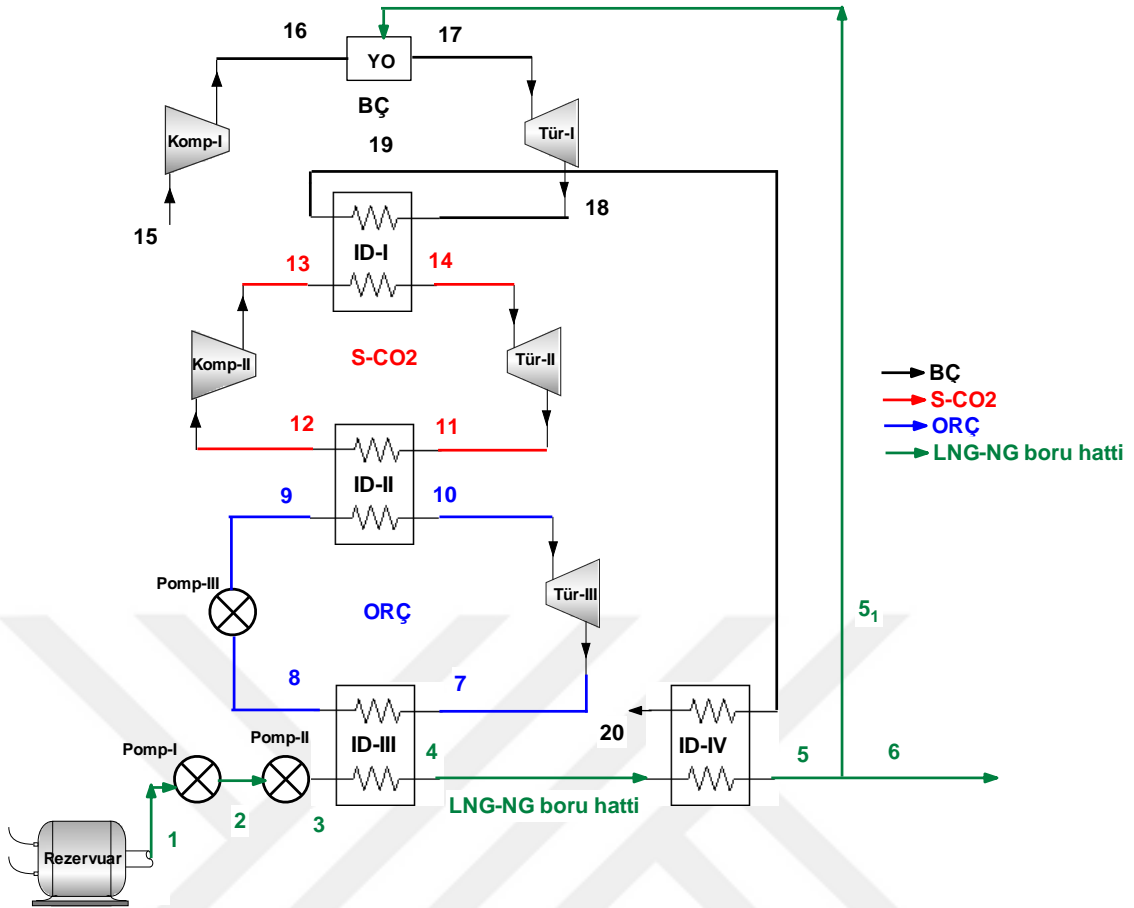 16
17
YO
BÇ
Komp-I
Tür-I
19
18
15
ID-I
13
14
Komp-II
S-CO2
Tür-II
BÇ
S-CO2
ORÇ
LNG-NG boru hatti
12
11
ID-II
9
10
Pomp-III
ORÇ
Tür-III
5₁
8
7
Pomp-I
Pomp-II
ID-III
4
20
ID-IV
5
6
LNG-NG boru hatti
1
2
3
Rezervuar